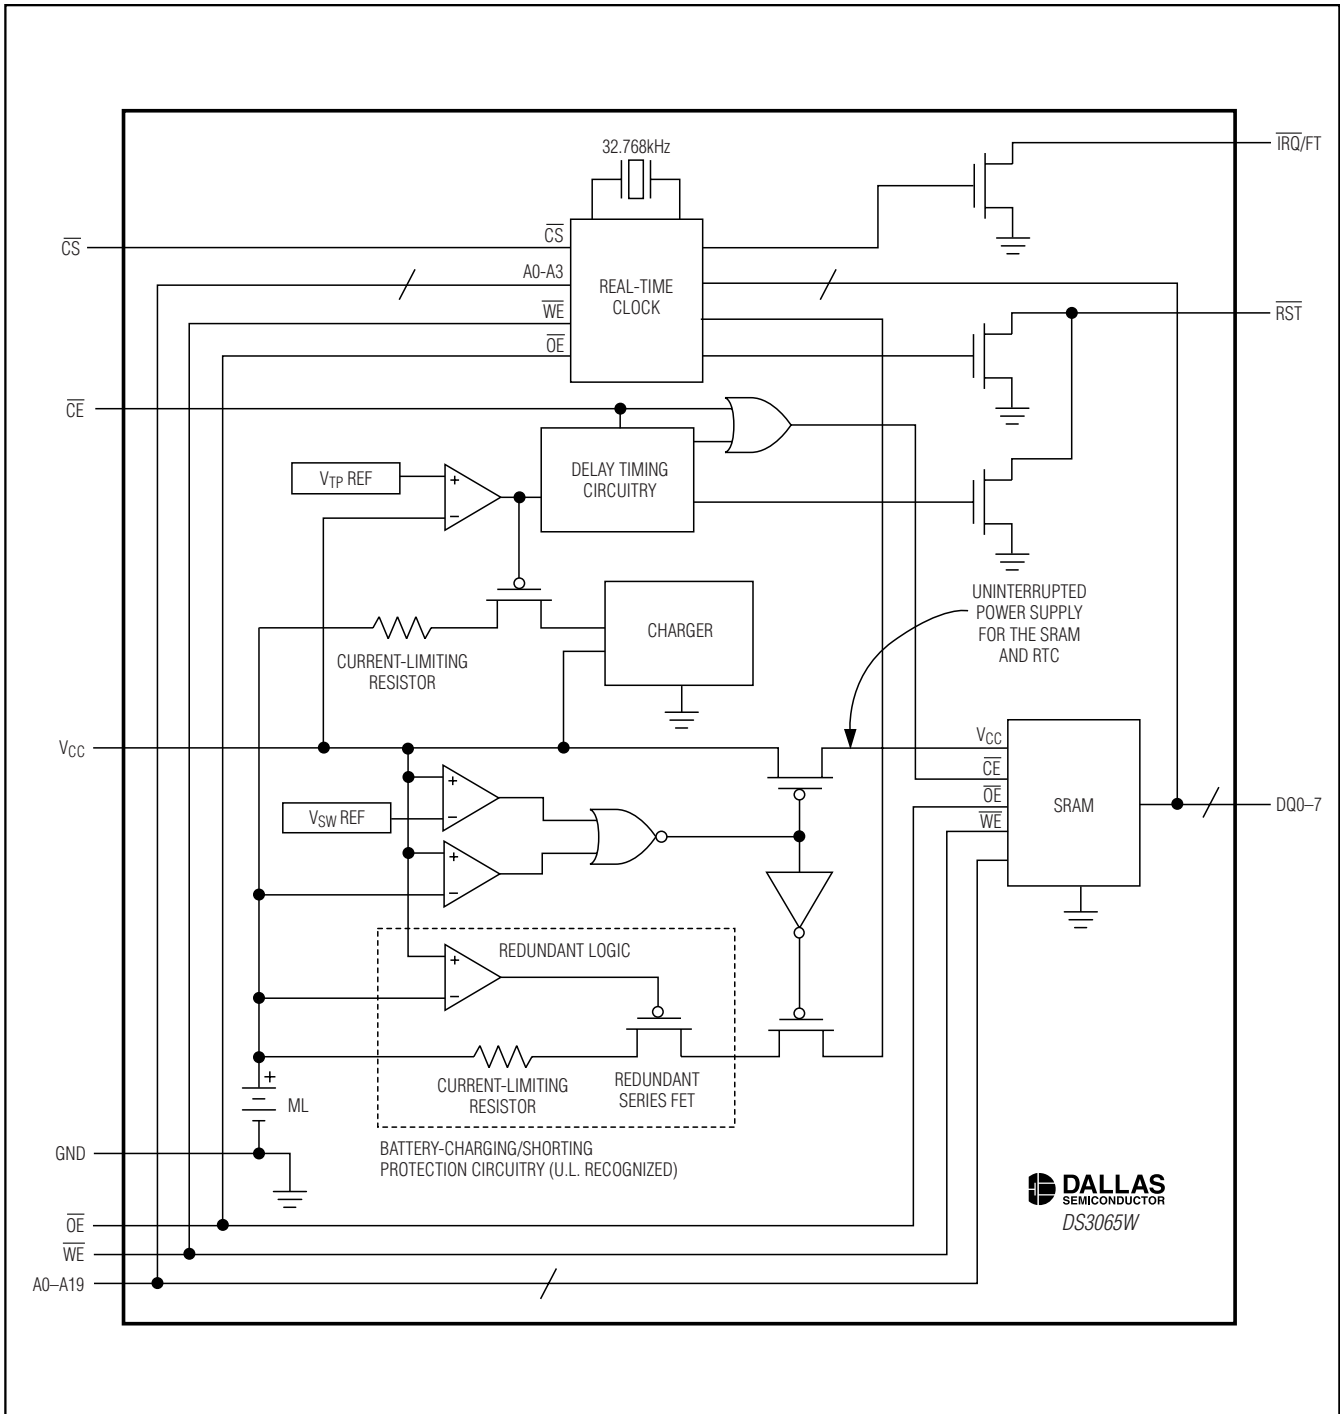 32.768kHz
IRQ/FT
CS
CS
A0-A3
WE
OE
REAL-TIME
CLOCK
RST
CE
VTP REF
+
−
DELAY TIMING
CIRCUITRY
CHARGER
CURRENT-LIMITING
RESISTOR
UNINTERRUPTED
POWER SUPPLY
FOR THE SRAM
AND RTC
VCC
VCC
CE
OE
WE
SRAM
DQ0–7
+
−
VSW REF
+
−
REDUNDANT LOGIC
+
−
CURRENT-LIMITING
RESISTOR
REDUNDANT
SERIES FET
+
ML
BATTERY-CHARGING/SHORTING
PROTECTION CIRCUITRY (U.L. RECOGNIZED)
GND
DALLAS
SEMICONDUCTOR
DS3065W
OE
WE
A0–A19